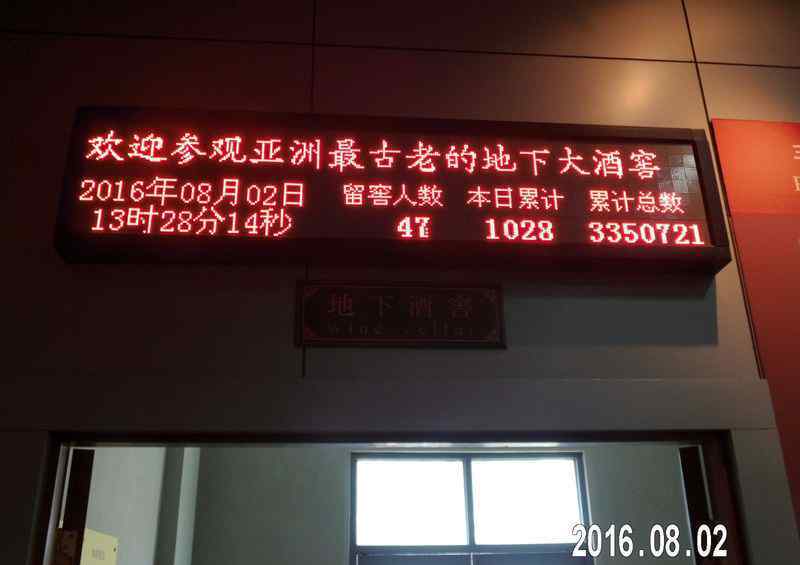 欢迎参观亚洲最古老的地下大酒窖
2016年08月02日 留窖人数 本日累计 累计总数
13时28分14秒 1028 3350721
地下酒窖
wine cellar
2016.08.02